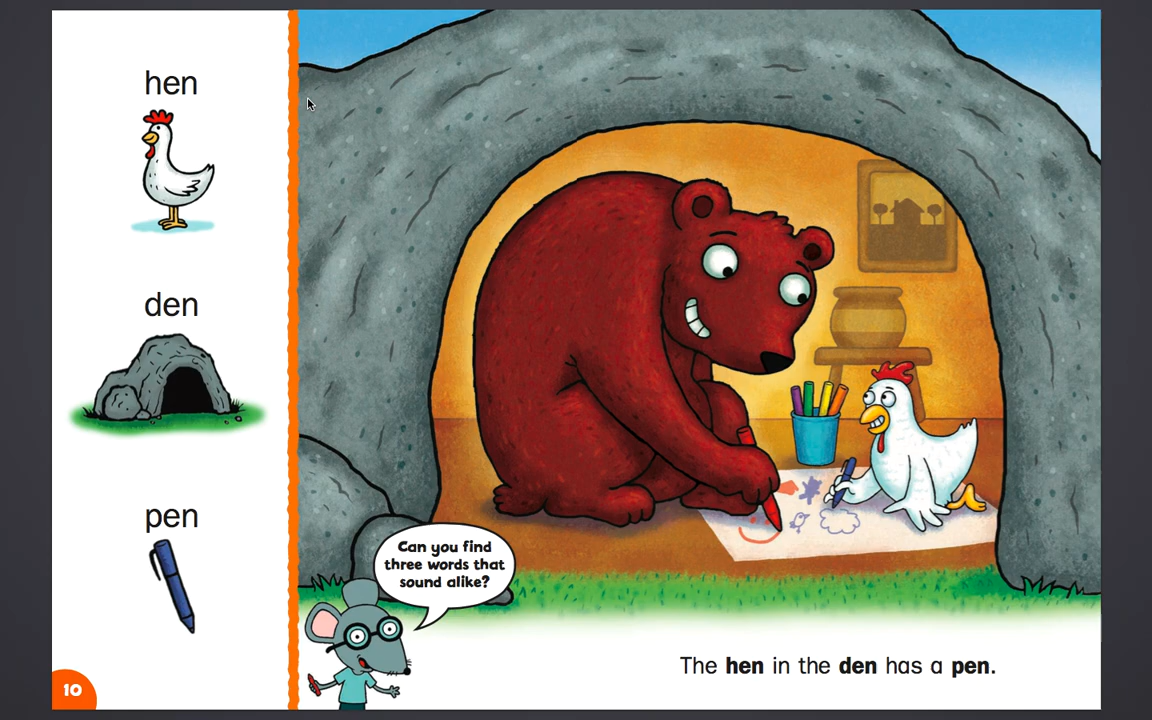 hen
den
pen
10
Can you find
three words that
sound alike?
The hen in the den has a pen.